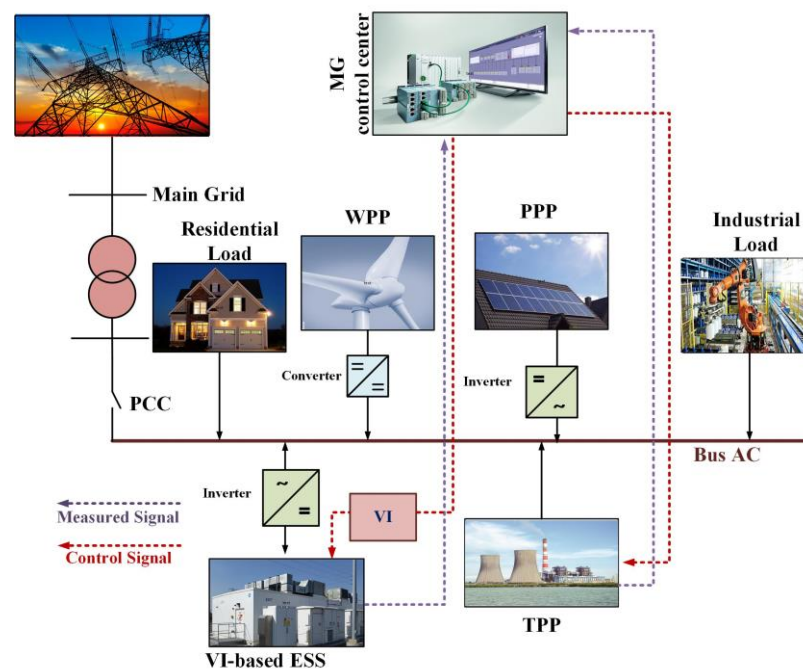 MG
control center
Main Grid
Residential
Load
WPP
PPP
Industrial
Load
Converter
Inverter
PCC
Bus AC
Inverter
VI
Measured Signal
Control Signal
VI-based ESS
TPP